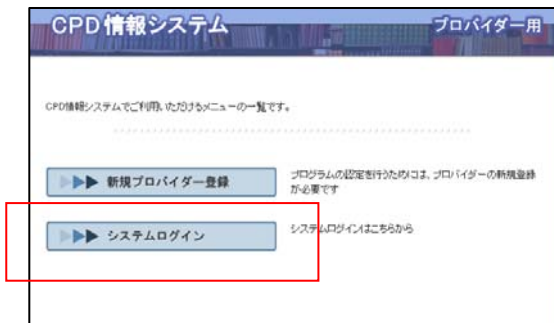 CPD情報システム
プロバイダー用
CPD情報システムでご利用いただけるメニューの一覧です。
新規プロバイダー登録
プログラムの認定を行うためには、プロバイダーの新規登録
が必要です
システムログイン
システムログインはこちらから